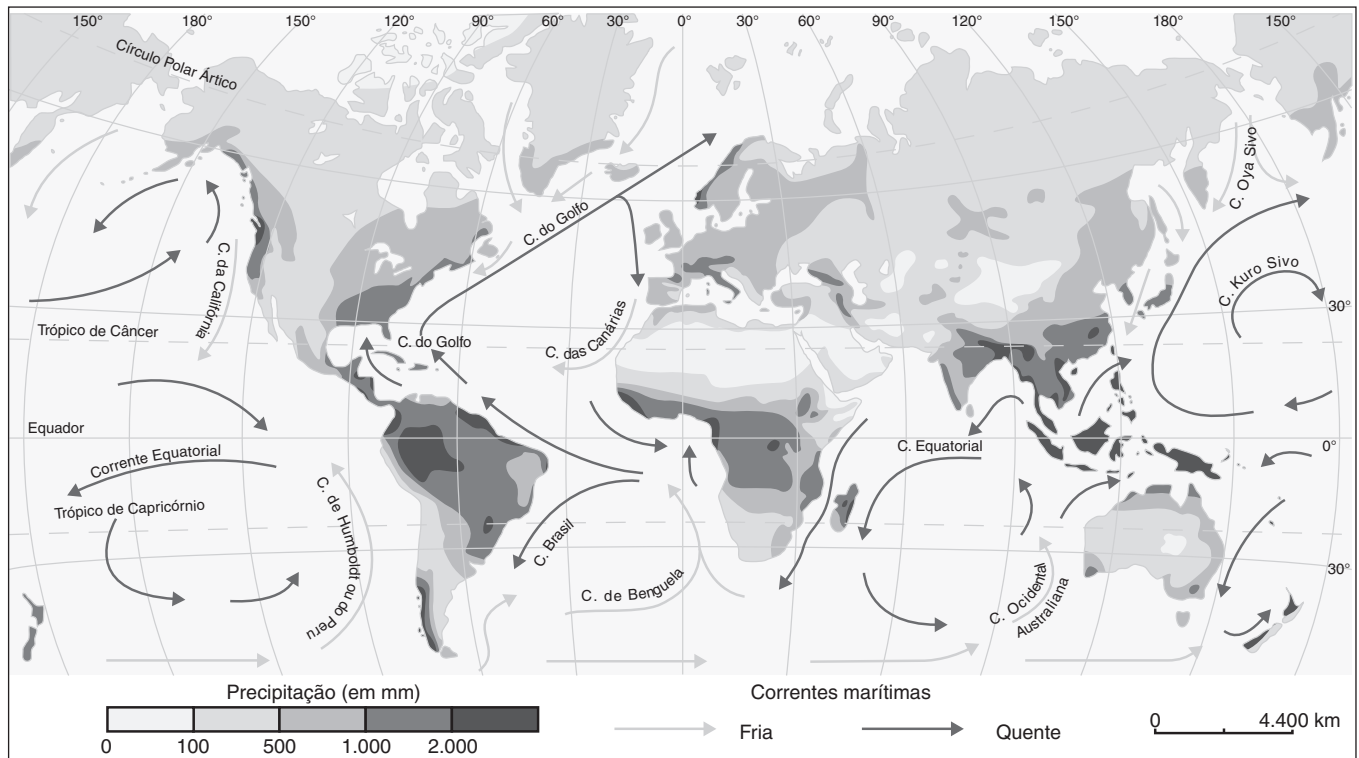 150° 180° 150° 120° 90° 60° 30° 0° 30° 60° 90° 120° 150° 180° 150°
Círculo Polar Ártico
C. Oya Sivo
C. do Golfo
C. da Califórnia
C. Kuro Sivo
30°
Trópico de Câncer
C. do Golfo
C. das Canárias
Equador
C. Equatorial
0°
Corrente Equatorial
Trópico de Capricórnio
C. de Humboldt ou do Peru
C. Brasil
30°
C. de Benguela
C. Ocidental
Australiana
Precipitação (em mm)
Correntes marítimas
0 100 500 1.000 2.000
Fria
Quente
0 4.400 km